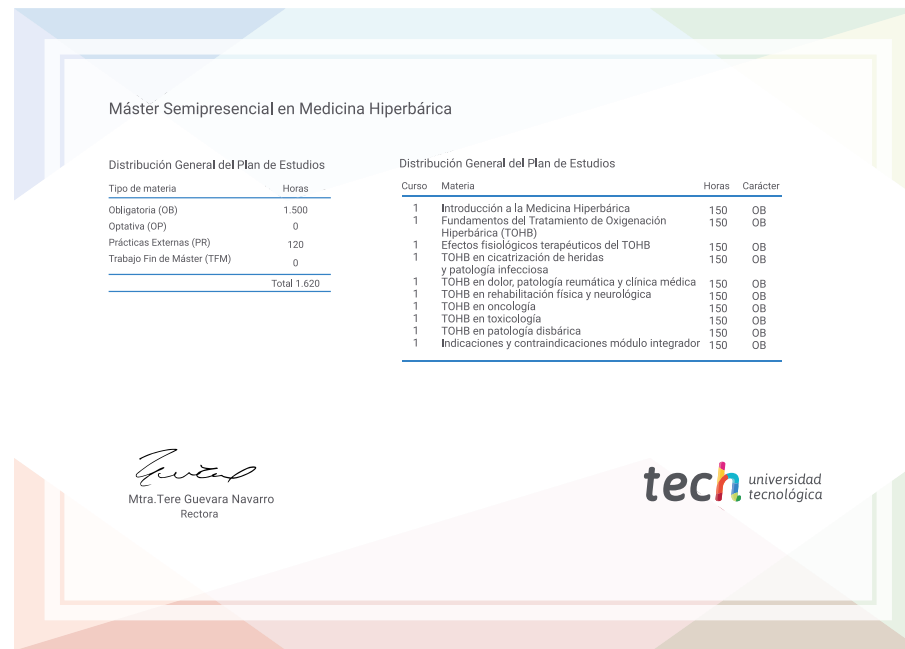 Máster Semipresencial en Medicina Hiperbárica
Distribución General del Plan de Estudios
Tipo de materia Horas
Obligatoria (OB) 1.500
Optativa (OP) 0
Prácticas Externas (PR) 120
Trabajo Fin de Máster (TFM) 0
Total 1.620
Distribución General del Plan de Estudios
Curso Materia Horas Carácter
1 Introducción a la Medicina Hiperbárica 150 OB
1 Fundamentos del Tratamiento de Oxigenación 150 OB
Hiperbárica (TOHB)
1 Efectos fisiológicos terapéuticos del TOHB 150 OB
1 TOHB en cicatrización de heridas 150 OB
y patología infecciosa
1 TOHB en dolor, patología reumática y clínica médica 150 OB
1 TOHB en rehabilitación física y neurológica 150 OB
1 TOHB en oncología 150 OB
1 TOHB en toxicología 150 OB
1 TOHB en patología disbárica 150 OB
1 Indicaciones y contraindicaciones módulo integrador 150 OB
Mtra.Tere Guevara Navarro
Rectora
tech universidad
tecnológica